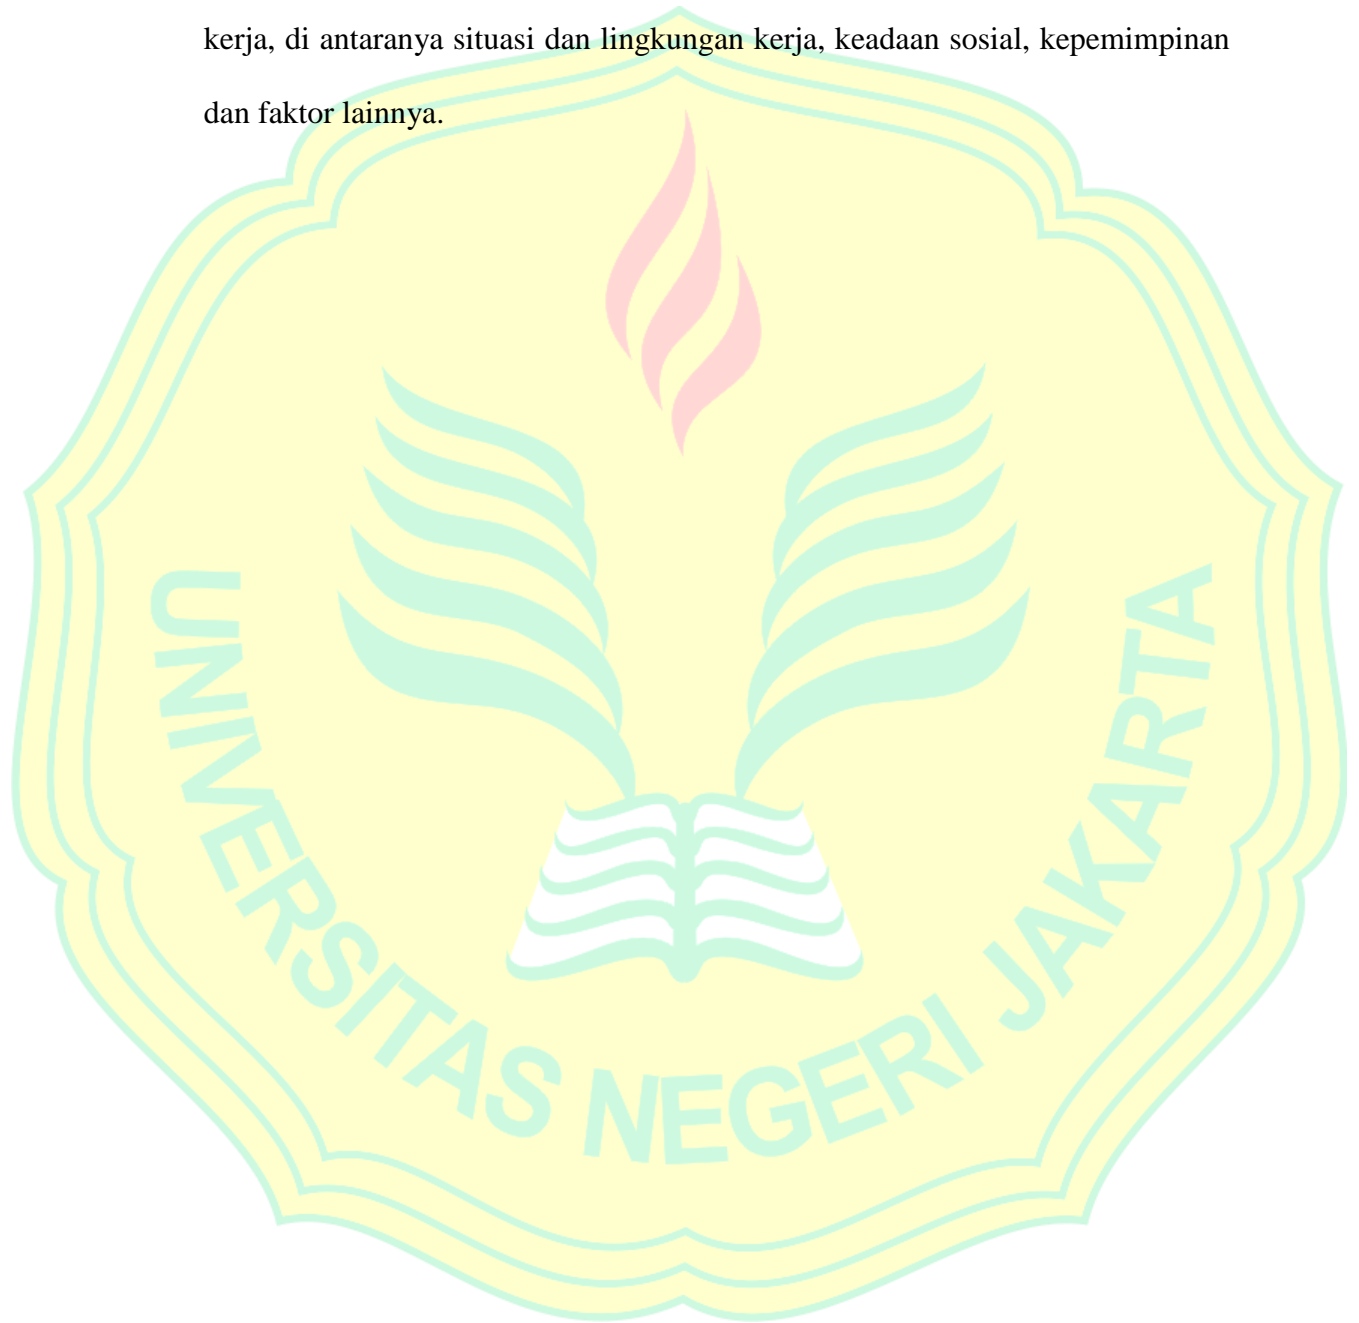 kerja, di antaranya situasi dan lingkungan kerja, keadaan sosial, kepemimpinan
dan faktor lainnya.
UNIVERSITAS NEGERI JAKARTA